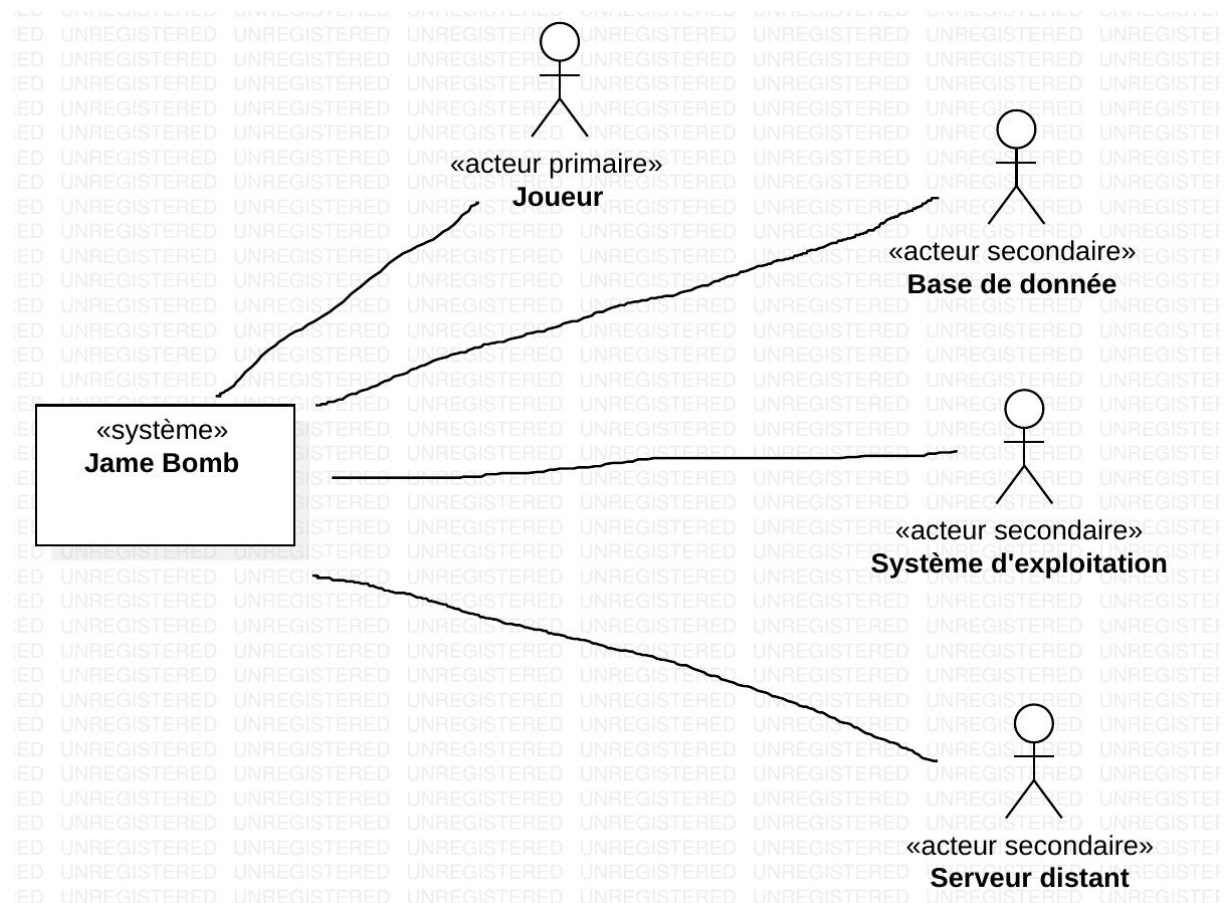 «acteur primaire»
Joueur
«acteur secondaire»
Base de donnée
«système»
Jame Bomb
«acteur secondaire»
Système d'exploitation
«acteur secondaire»
Serveur distant
UNREGISTERED